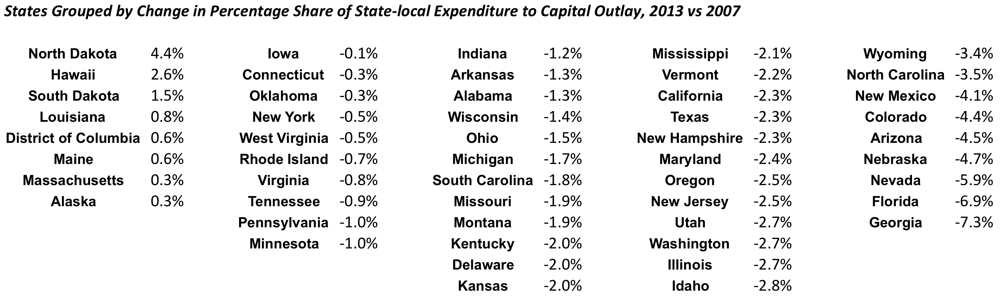 States Grouped by Change in Percentage Share of State-local Expenditure to Capital Outlay, 2013 vs 2007
North Dakota 4.4% Iowa -0.1% Indiana -1.2% Mississippi -2.1% Wyoming -3.4%
Hawaii 2.6% Connecticut -0.3% Arkansas -1.3% Vermont -2.2% North Carolina -3.5%
South Dakota 1.5% Oklahoma -0.3% Alabama -1.3% California -2.3% New Mexico -4.1%
Louisiana 0.8% New York -0.5% Wisconsin -1.4% Texas -2.3% Colorado -4.4%
District of Columbia 0.6% West Virginia -0.5% Ohio -1.5% New Hampshire -2.3% Arizona -4.5%
Maine 0.6% Rhode Island -0.7% Michigan -1.7% Maryland -2.4% Nebraska -4.7%
Massachusetts 0.3% Virginia -0.8% South Carolina -1.8% Oregon -2.5% Nevada -5.9%
Alaska 0.3% Tennessee -0.9% Missouri -1.9% New Jersey -2.5% Florida -6.9%
Pennsylvania -1.0% Montana -1.9% Utah -2.7% Georgia -7.3%
Minnesota -1.0% Kentucky -2.0% Washington -2.7%
Delaware -2.0% Illinois -2.7%
Kansas -2.0% Idaho -2.8%